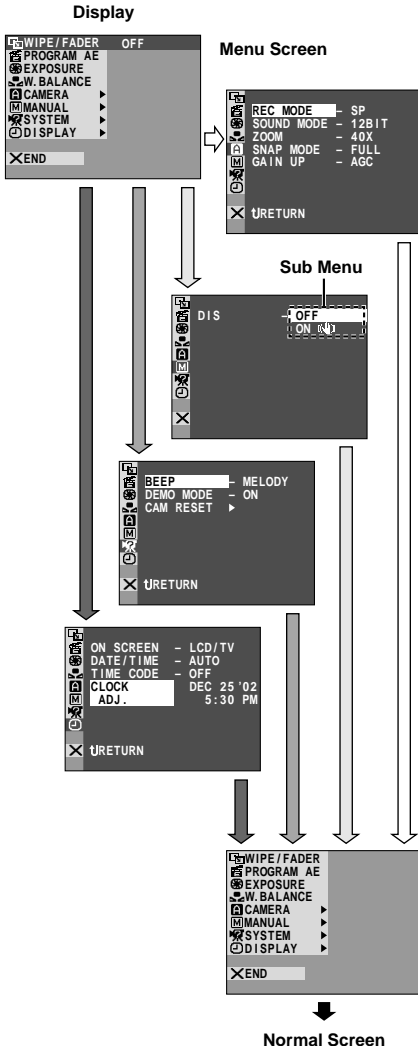 Display
WIPE/FADER OFF
PROGRAM AE
EXPOSURE
W. BALANCE
A CAMERA
M MANUAL
SYSTEM
DISPLAY
END
Menu Screen
REC MODE – SP
SOUND MODE – 12BIT
ZOOM – 40X
SNAP MODE – FULL
GAIN UP – AGC
A
M
RETURN
Sub Menu
DIS – OFF
ON
A
M
BEEP – MELODY
DEMO MODE – ON
CAM RESET
A
M
RETURN
ON SCREEN – LCD/TV
DATE/TIME – AUTO
TIME CODE – OFF
A CLOCK DEC 25 '02
M ADJ. 5:30 PM
RETURN
WIPE/FADER
PROGRAM AE
EXPOSURE
W. BALANCE
A CAMERA
M MANUAL
SYSTEM
DISPLAY
END
Normal Screen